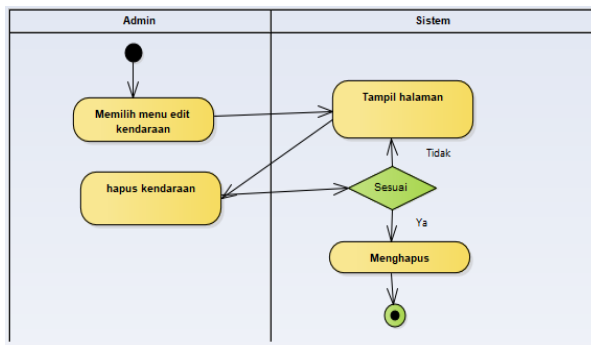 Admin
Sistem
Memilih menu edit
kendaraan
Tampil halaman
Tidak
hapus kendaraan
Sesuai
Ya
Menghapus